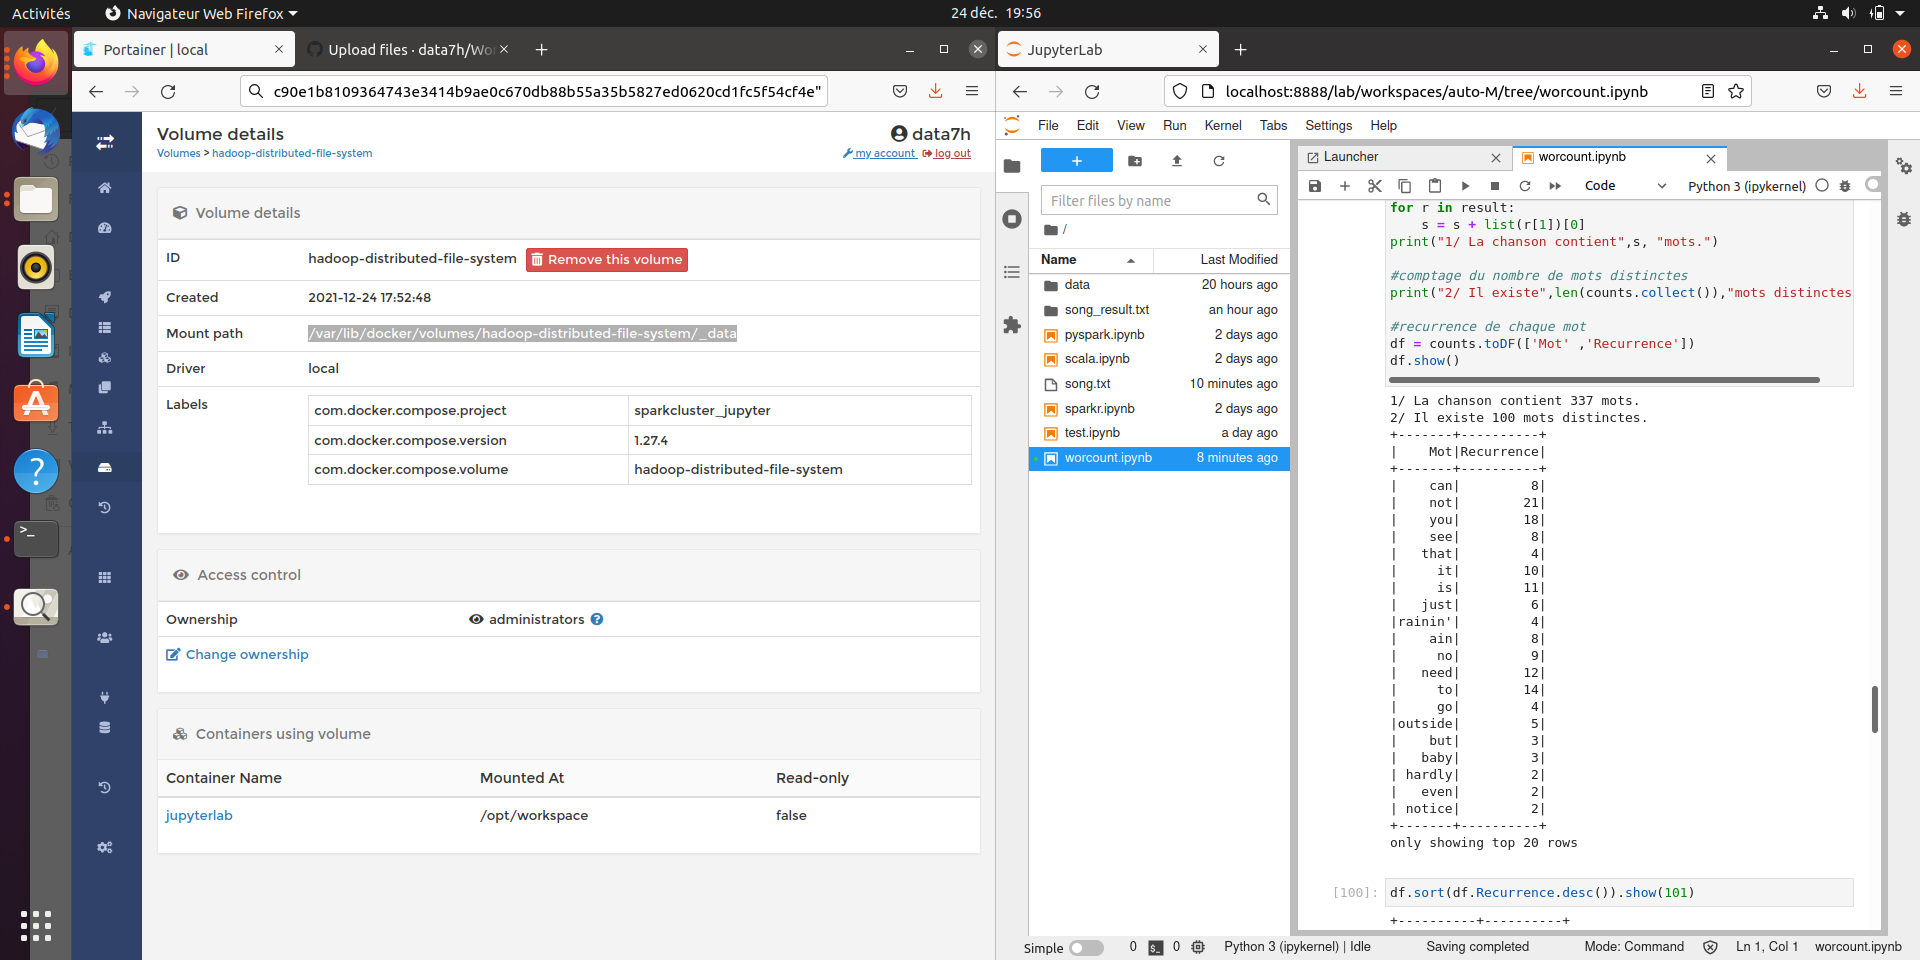 Activités
Navigateur Web Firefox
24 déc. 19:56
Portainer | local
Upload files · data7h/Wo
c90e1b8109364743e3414b9ae0c670db88b55a35b5827ed0620cd1fc5f54cf4e"
Volume details
Volumes > hadoop-distributed-file-system
data7h
my account
log out
Volume details
ID
hadoop-distributed-file-system
Remove this volume
Created
2021-12-24 17:52:48
Mount path
/var/lib/docker/volumes/hadoop-distributed-file-system/_data
Driver
local
Labels
com.docker.compose.project
sparkcluster_jupyter
com.docker.compose.version
1.27.4
com.docker.compose.volume
hadoop-distributed-file-system
Access control
Ownership
administrators
Change ownership
Containers using volume
Container Name Mounted At Read-only
jupyterlab /opt/workspace false
JupyterLab
localhost:8888/lab/workspaces/auto-M/tree/worcount.ipynb
File Edit View Run Kernel Tabs Settings Help
Filter files by name
/
Name Last Modified
data 20 hours ago
song_result.txt an hour ago
pyspark.ipynb 2 days ago
scala.ipynb 2 days ago
song.txt 10 minutes ago
sparkr.ipynb 2 days ago
test.ipynb a day ago
worcount.ipynb 8 minutes ago
Launcher
worcount.ipynb
Code
Python 3 (ipykernel)
for r in result:
s = s + list(r[1])[0]
print("1/ La chanson contient",s, "mots.")
#comptage du nombre de mots distinctes
print("2/ Il existe",len(counts.collect()),"mots distinctes
#recurrence de chaque mot
df = counts.toDF(['Mot' ,'Recurrence'])
df.show()
1/ La chanson contient 337 mots.
2/ Il existe 100 mots distinctes.
+-------+----------+
|    Mot|Recurrence|
+-------+----------+
|    can|         8|
|    not|        21|
|    you|        18|
|    see|         8|
|   that|         4|
|     it|        10|
|     is|        11|
|   just|         6|
|rainin'|         4|
|    ain|         8|
|     no|         9|
|   need|        12|
|     to|        14|
|     go|         4|
|outside|         5|
|    but|         3|
|   baby|         3|
| hardly|         2|
|   even|         2|
| notice|         2|
+-------+----------+
only showing top 20 rows
[100]:
df.sort(df.Recurrence.desc()).show(101)
+----------+----------+
Simple
0
0
Python 3 (ipykernel) | Idle
Saving completed
Mode: Command
Ln 1, Col 1
worcount.ipynb